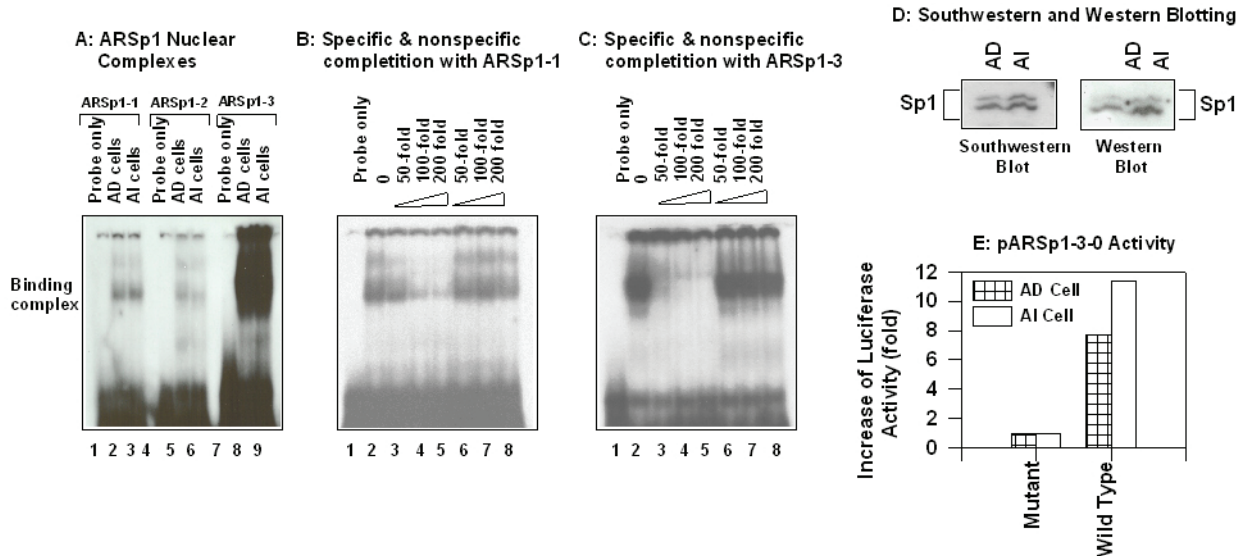 A: ARSp1 Nuclear
Complexes
ARSp1-1 ARSp1-2 ARSp1-3
Probe only
AD cells
AI cells
Probe only
AD cells
AI cells
Probe only
AD cells
AI cells
Binding
complex
1 2 3 4 5 6 7 8 9
B: Specific & nonspecific
completition with ARSp1-1
Probe only
0
50-fold
100-fold
200 fold
50-fold
100-fold
200 fold
1 2 3 4 5 6 7 8
C: Specific & nonspecific
completition with ARSp1-3
Probe only
0
50-fold
100-fold
200 fold
50-fold
100-fold
200 fold
1 2 3 4 5 6 7 8
D: Southwestern and Western Blotting
AD
AI
AD
AI
Sp1
Sp1
Southwestern
Blot
Western
Blot
E: pARSp1-3-0 Activity
Increase of Luciferase
Activity (fold)
12
10
8
6
4
2
0
AD Cell
AI Cell
Mutant
Wild Type